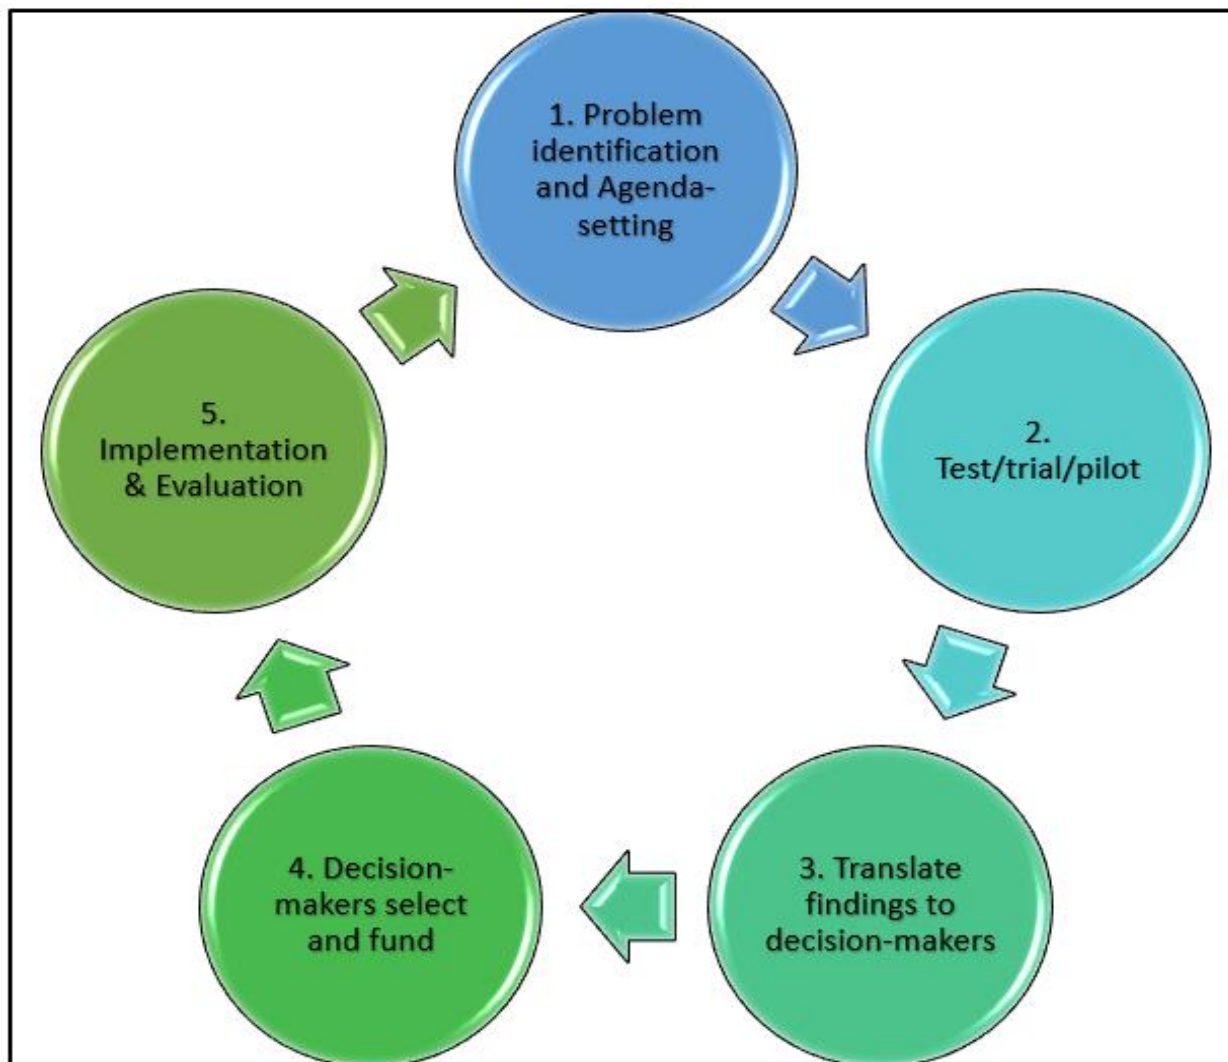 1. Problem
identification
and Agenda-
setting
2.
Test/trial/pilot
3. Translate
findings to
decision-makers
4. Decision-
makers select
and fund
5.
Implementation
& Evaluation